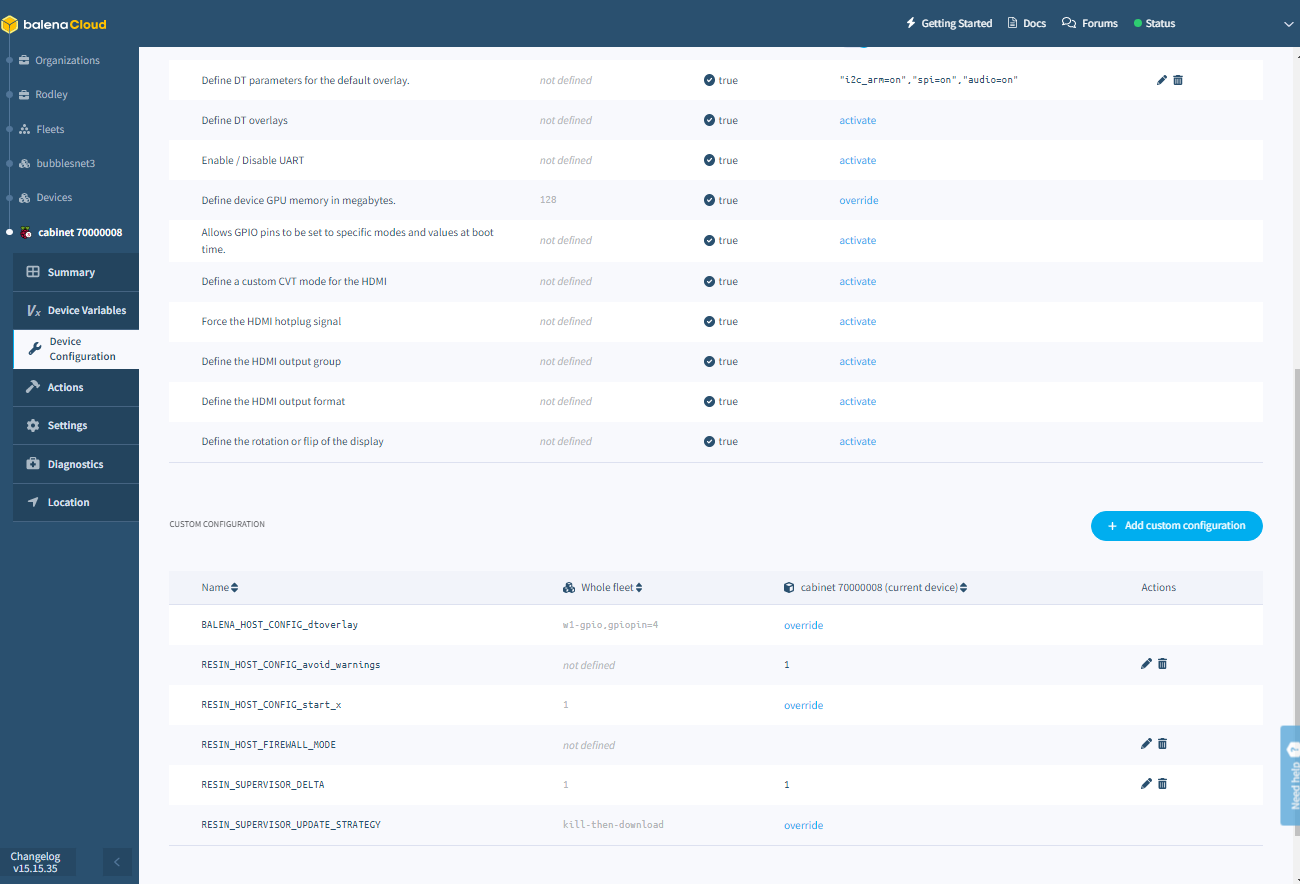 balenaCloud
Getting Started
Docs
Forums
Status
Organizations
Rodley
Fleets
bubblesnet3
Devices
cabinet 70000008
Summary
Device Variables
Device
Configuration
Actions
Settings
Diagnostics
Location
Changelog
v15.15.35
Define DT parameters for the default overlay. not defined true "i2c_arm=on","spi=on","audio=on"
Define DT overlays not defined true activate
Enable / Disable UART not defined true activate
Define device GPU memory in megabytes. 128 true override
Allows GPIO pins to be set to specific modes and values at boot
time. not defined true activate
Define a custom CVT mode for the HDMI not defined true activate
Force the HDMI hotplug signal not defined true activate
Define the HDMI output group not defined true activate
Define the HDMI output format not defined true activate
Define the rotation or flip of the display not defined true activate
CUSTOM CONFIGURATION
+ Add custom configuration
Name Whole fleet cabinet 70000008 (current device) Actions
BALENA_HOST_CONFIG_dtoverlay w1-gpio,gpiopin=4 override
RESIN_HOST_CONFIG_avoid_warnings not defined 1
RESIN_HOST_CONFIG_start_x 1 override
RESIN_HOST_FIREWALL_MODE not defined
RESIN_SUPERVISOR_DELTA 1 1
RESIN_SUPERVISOR_UPDATE_STRATEGY kill-then-download override
Need help